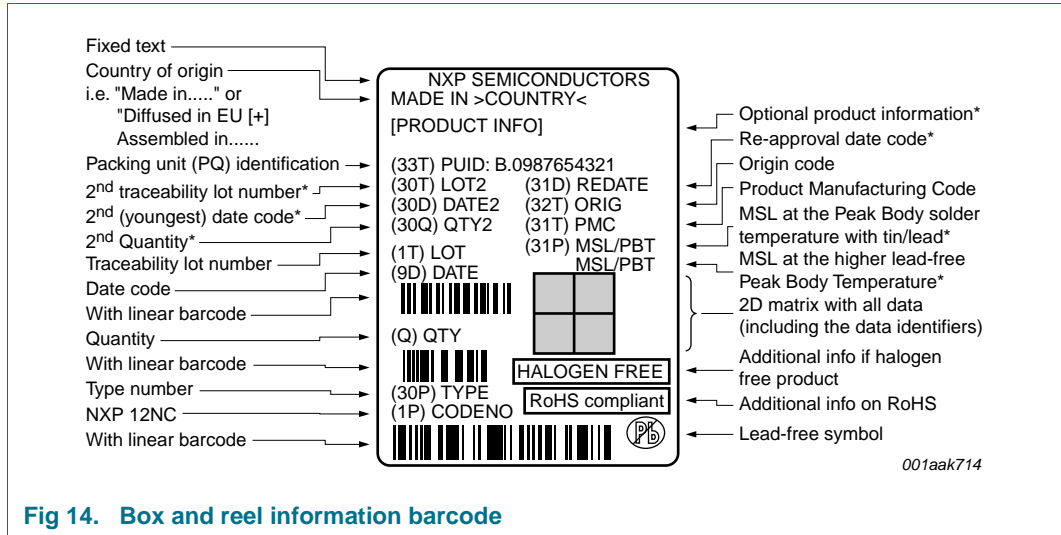 Fixed text
Country of origin
i.e. "Made in....." or
"Diffused in EU [+]
Assembled in......
Packing unit (PQ) identification
2nd traceability lot number*
2nd (youngest) date code*
2nd Quantity*
Traceability lot number
Date code
With linear barcode
Quantity
With linear barcode
Type number
NXP 12NC
With linear barcode
NXP SEMICONDUCTORS
MADE IN >COUNTRY<
[PRODUCT INFO]
(33T) PUID: B.0987654321
(30T) LOT2 (31D) REDATE
(30D) DATE2 (32T) ORIG
(30Q) QTY2 (31T) PMC
(31P) MSL/PBT
(1T) LOT MSL/PBT
(9D) DATE
(Q) QTY
HALOGEN FREE
(30P) TYPE
RoHS compliant
(1P) CODENO
Pb
Optional product information*
Re-approval date code*
Origin code
Product Manufacturing Code
MSL at the Peak Body solder
temperature with tin/lead*
MSL at the higher lead-free
Peak Body Temperature*
2D matrix with all data
(including the data identifiers)
Additional info if halogen
free product
Additional info on RoHS
Lead-free symbol
001aak714
Fig 14. Box and reel information barcode